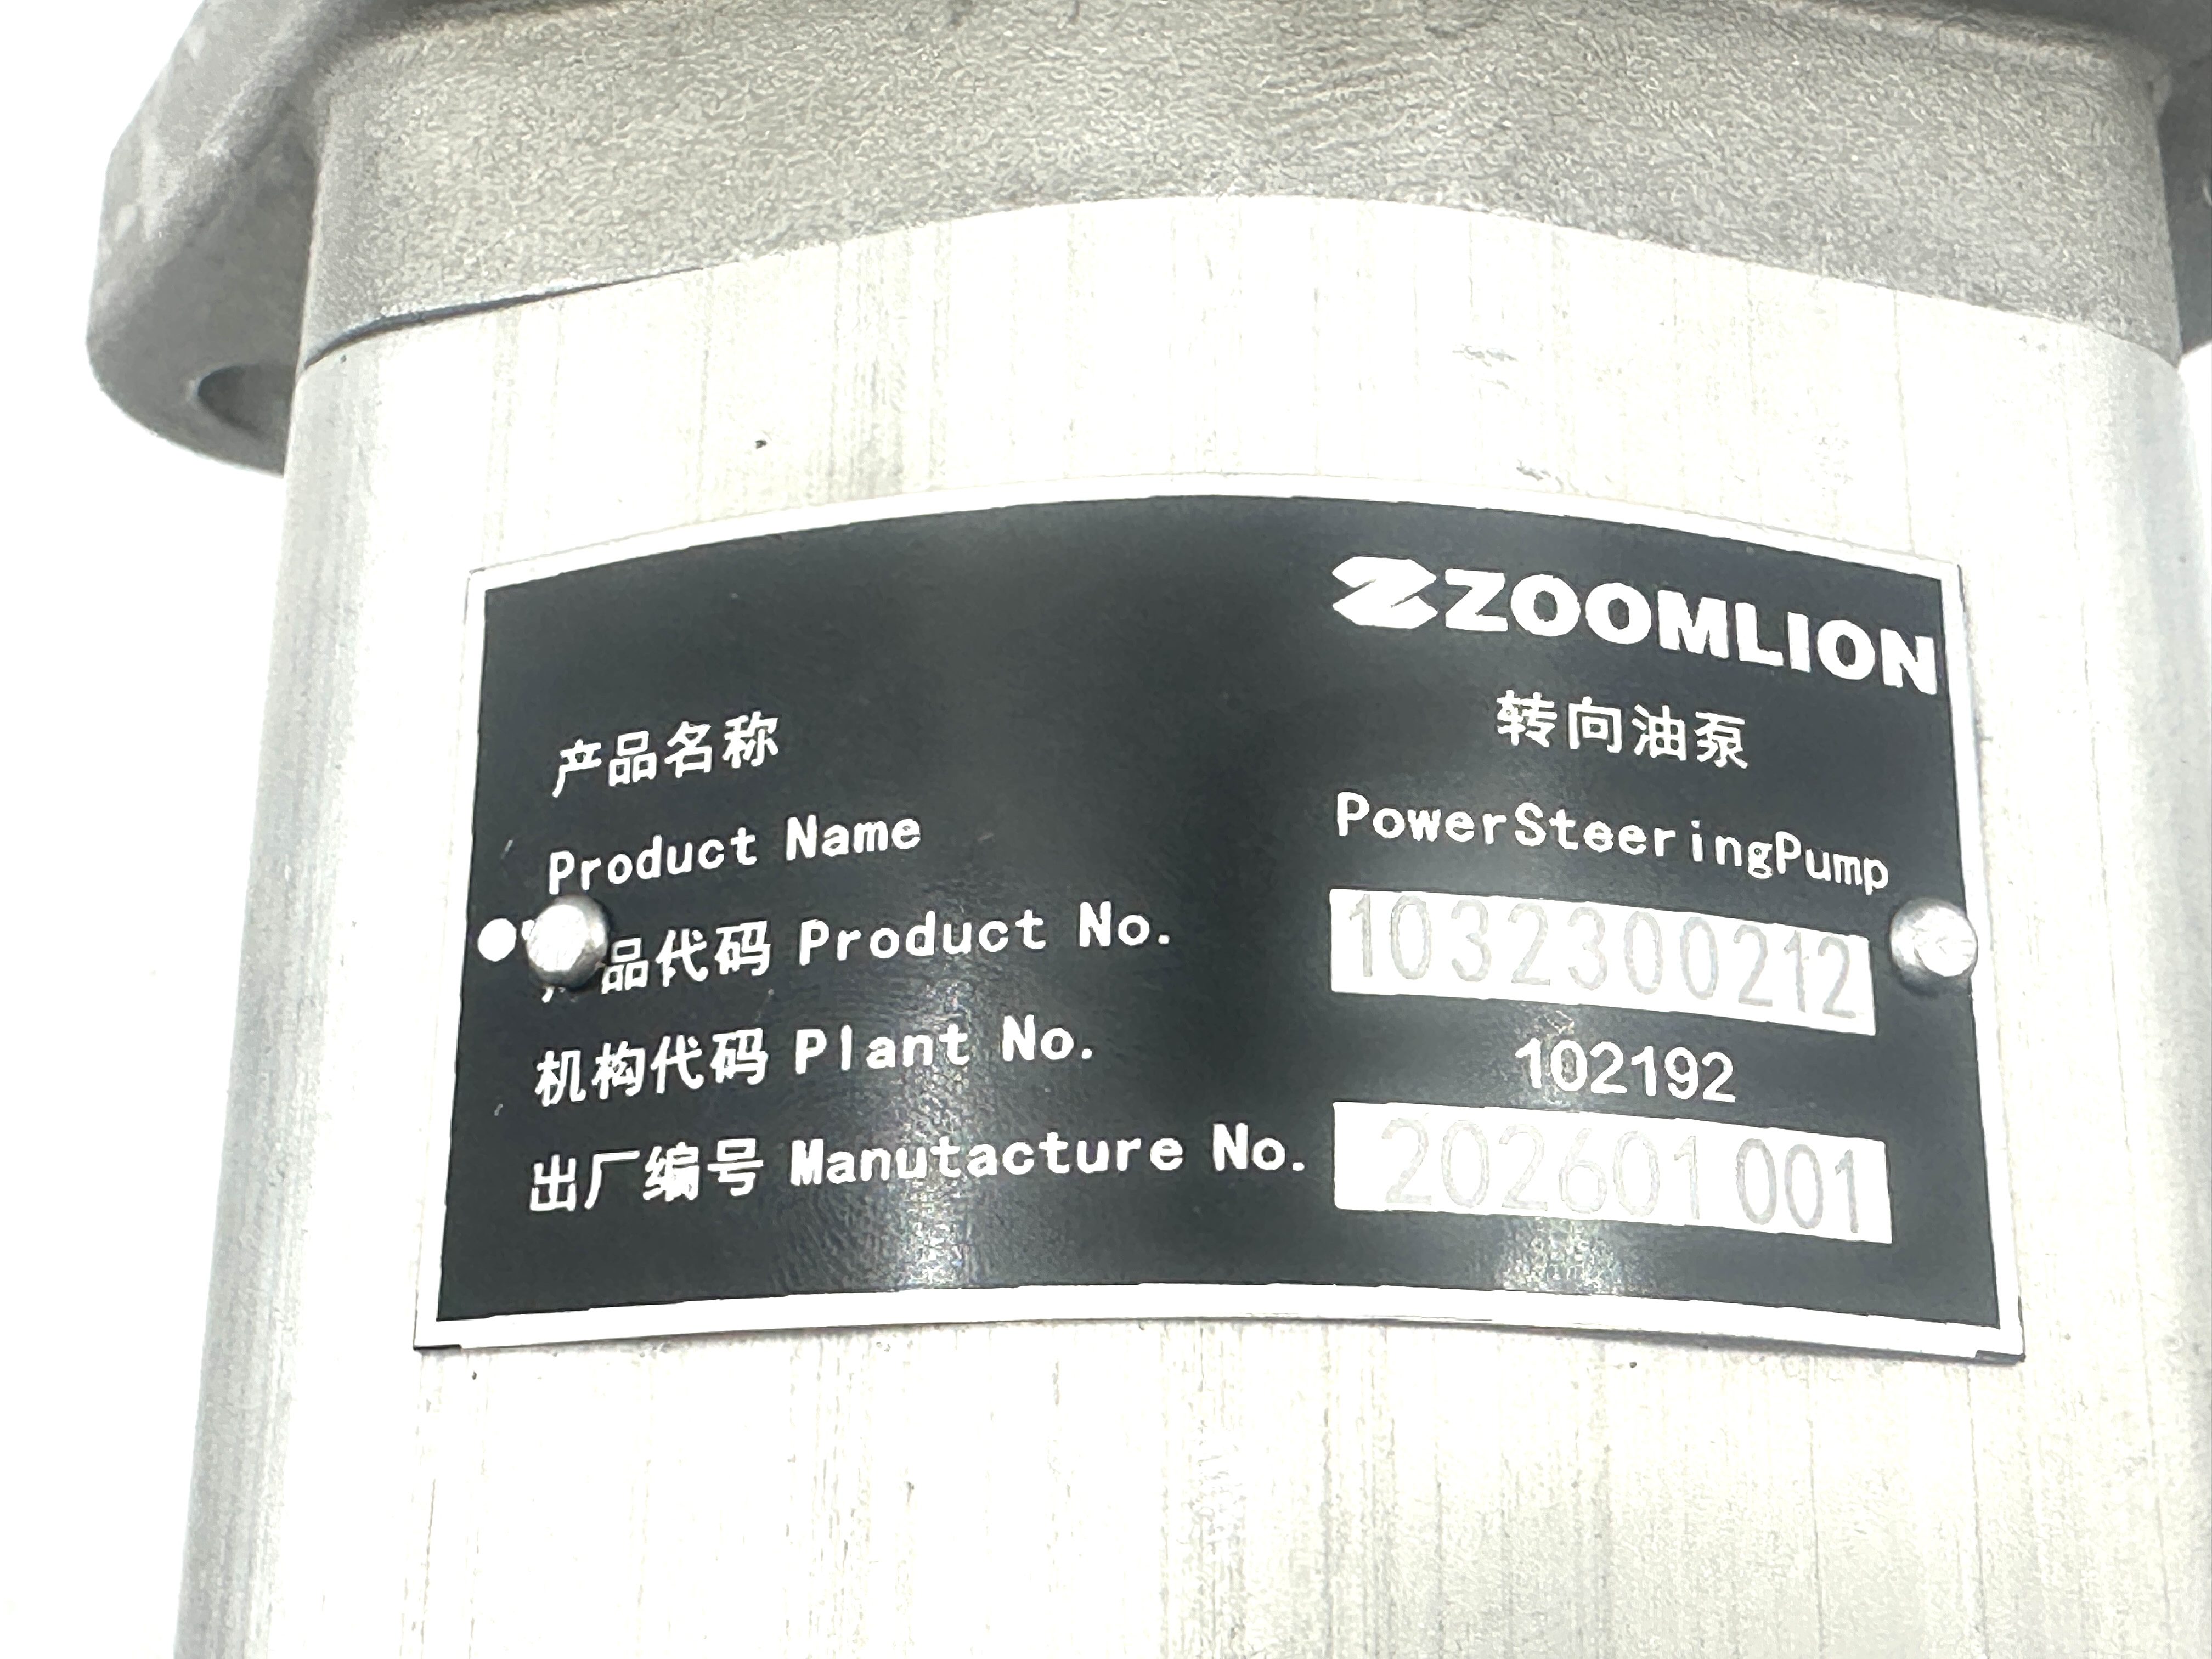 ZOOMLION
产品名称 转向油泵
Product Name PowerSteeringPump
产品代码 Product No. 1032300212
机构代码 Plant No. 102192
出厂编号 Manutacture No. 202601001